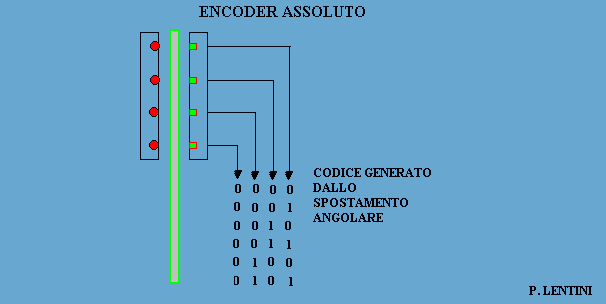 ENCODER ASSOLUTO
CODICE GENERATO
DALLO
SPOSTAMENTO
ANGOLARE
0 0 0 0
0 0 0 1
0 0 1 0
0 0 1 1
0 1 0 0
0 1 0 1
P. LENTINI